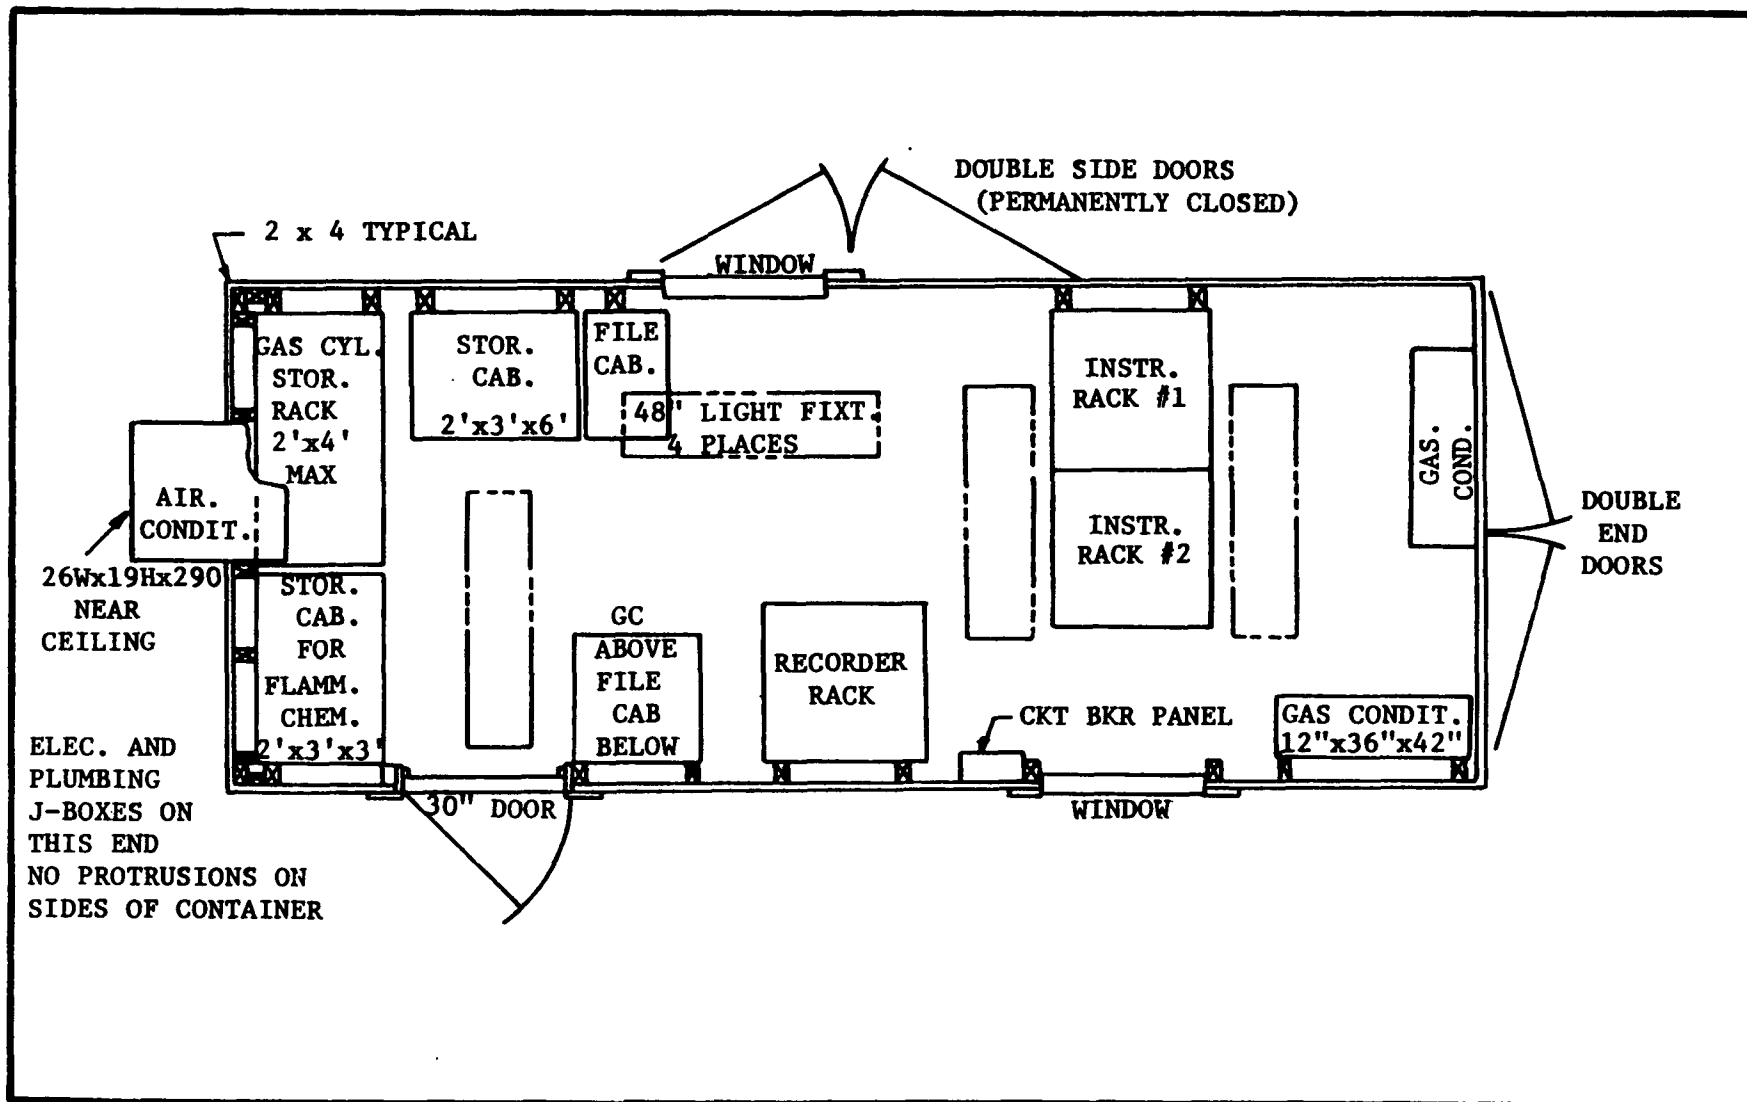 DOUBLE SIDE DOORS
(PERMANENTLY CLOSED)
2 x 4 TYPICAL
WINDOW
GAS CYL.
STOR.
RACK
2'x4'
MAX
STOR.
CAB.
2'x3'x6'
FILE
CAB.
48" LIGHT FIXT.
4 PLACES
INSTR.
RACK #1
INSTR.
RACK #2
GAS.
COND.
DOUBLE
END
DOORS
AIR.
CONDIT.
26Wx19Hx290
NEAR
CEILING
STOR.
CAB.
FOR
FLAMM.
CHEM.
2'x3'x3'
GC
ABOVE
FILE
CAB
BELOW
RECORDER
RACK
CKT BKR PANEL
GAS CONDIT.
12"x36"x42"
30" DOOR
WINDOW
ELEC. AND
PLUMBING
J-BOXES ON
THIS END
NO PROTRUSIONS ON
SIDES OF CONTAINER